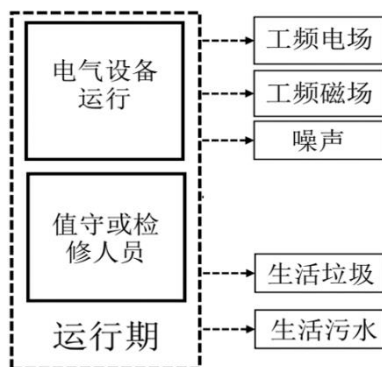 电气设备
运行
值守或检
修人员
运行期
工频电场
工频磁场
噪声
生活垃圾
生活污水